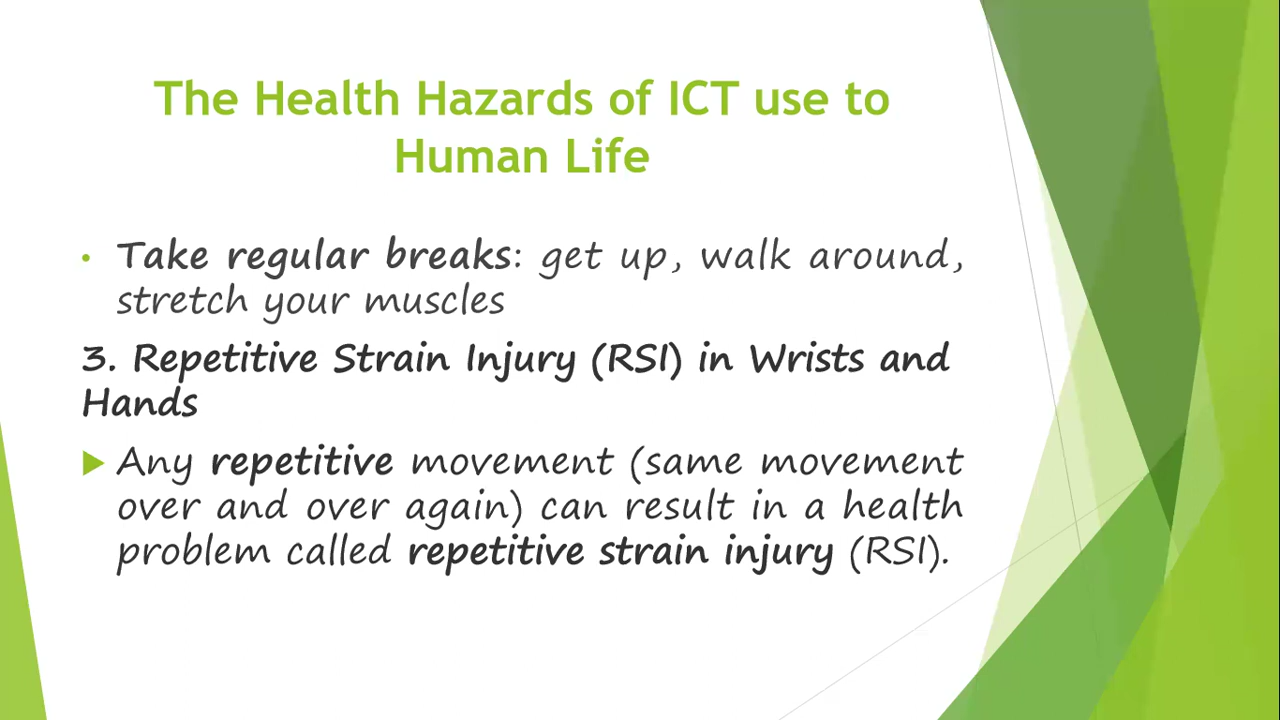 The Health Hazards of ICT use to
Human Life
• Take regular breaks: get up, walk around,
stretch your muscles
3. Repetitive Strain Injury (RSI) in Wrists and
Hands
Any repetitive movement (same movement
over and over again) can result in a health
problem called repetitive strain injury (RSI).